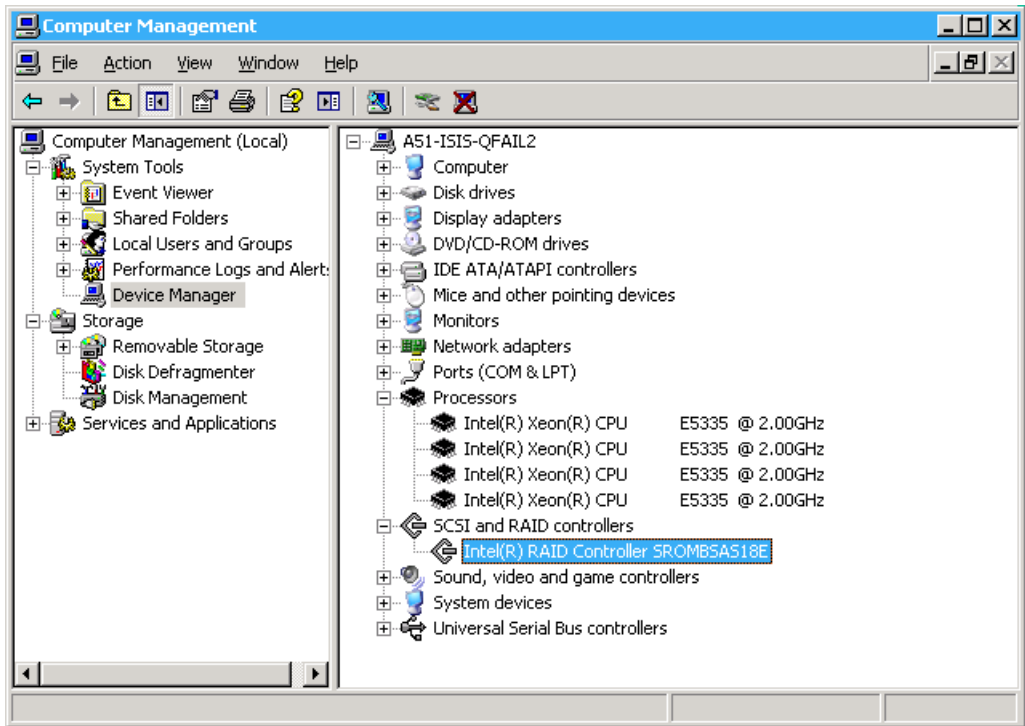 Computer Management
File Action View Window Help
Computer Management (Local)
System Tools
Event Viewer
Shared Folders
Local Users and Groups
Performance Logs and Alert:
Device Manager
Storage
Removable Storage
Disk Defragmenter
Disk Management
Services and Applications
A51-ISIS-QFAIL2
Computer
Disk drives
Display adapters
DVD/CD-ROM drives
IDE ATA/ATAPI controllers
Mice and other pointing devices
Monitors
Network adapters
Ports (COM & LPT)
Processors
Intel(R) Xeon(R) CPU E5335 @ 2.00GHz
Intel(R) Xeon(R) CPU E5335 @ 2.00GHz
Intel(R) Xeon(R) CPU E5335 @ 2.00GHz
Intel(R) Xeon(R) CPU E5335 @ 2.00GHz
SCSI and RAID controllers
Intel(R) RAID Controller SROMBSAS18E
Sound, video and game controllers
System devices
Universal Serial Bus controllers